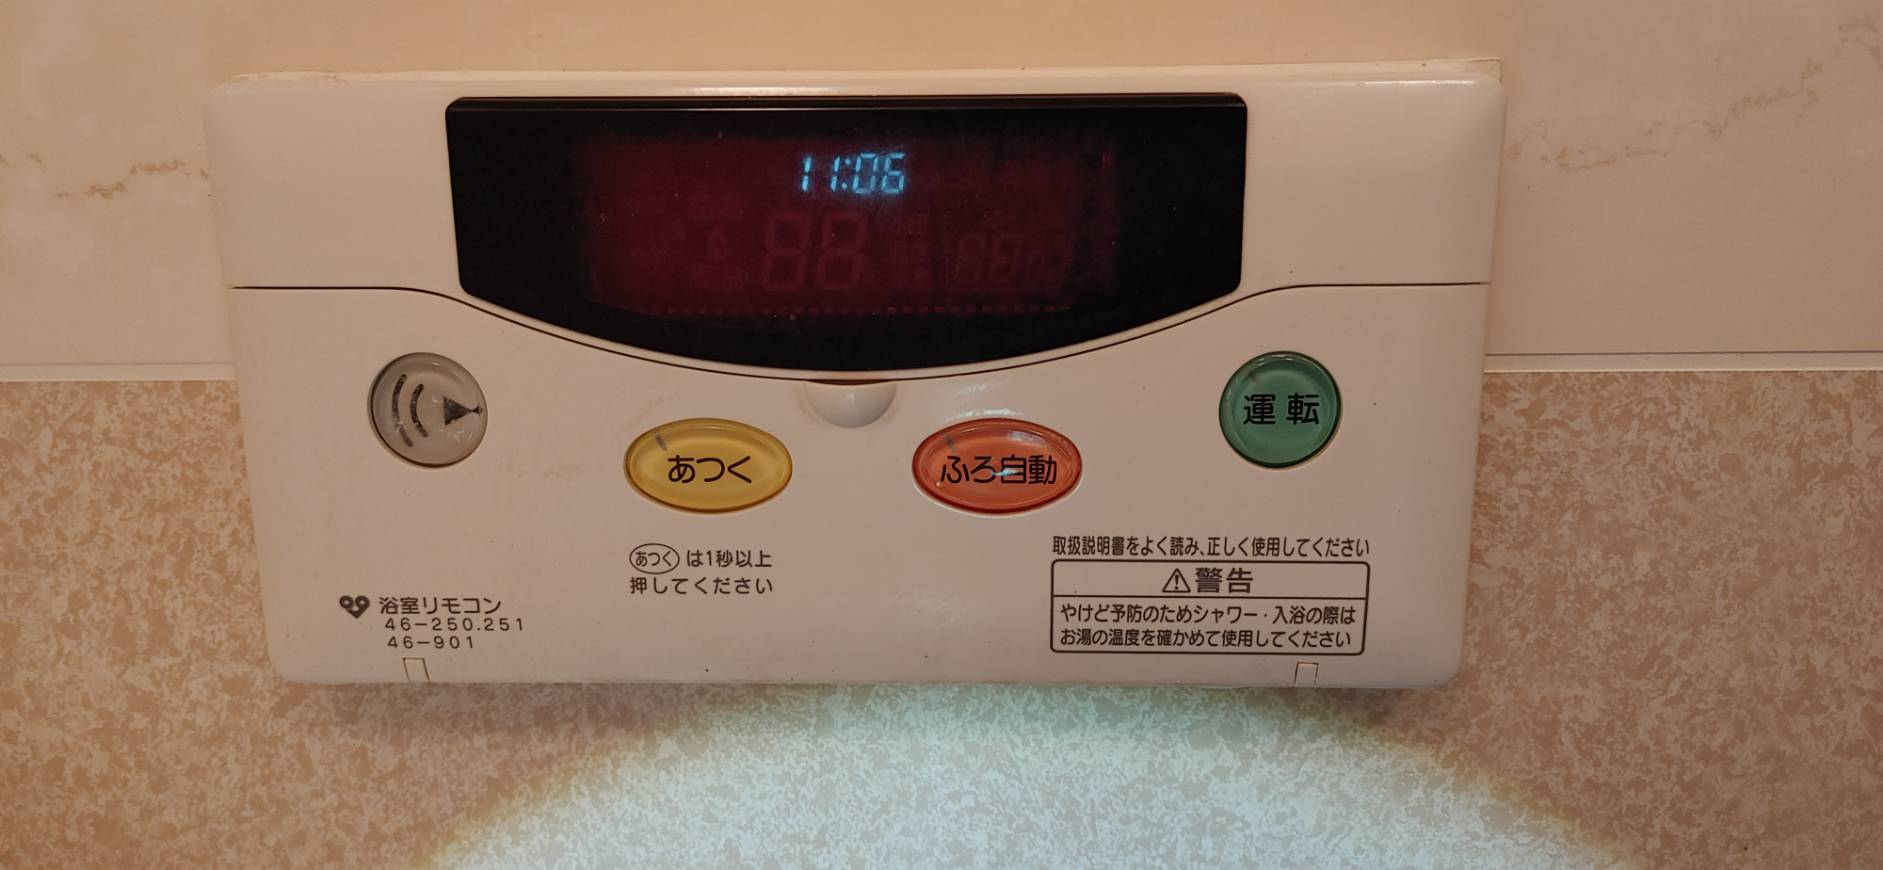 11:06
運転
あつく
ふろ自動
あつく は1秒以上
押してください
取扱説明書をよく読み、正しく使用してください
警告
やけど予防のためシャワー・入浴の際は
お湯の温度を確かめて使用してください
浴室リモコン
46-250.251
46-901